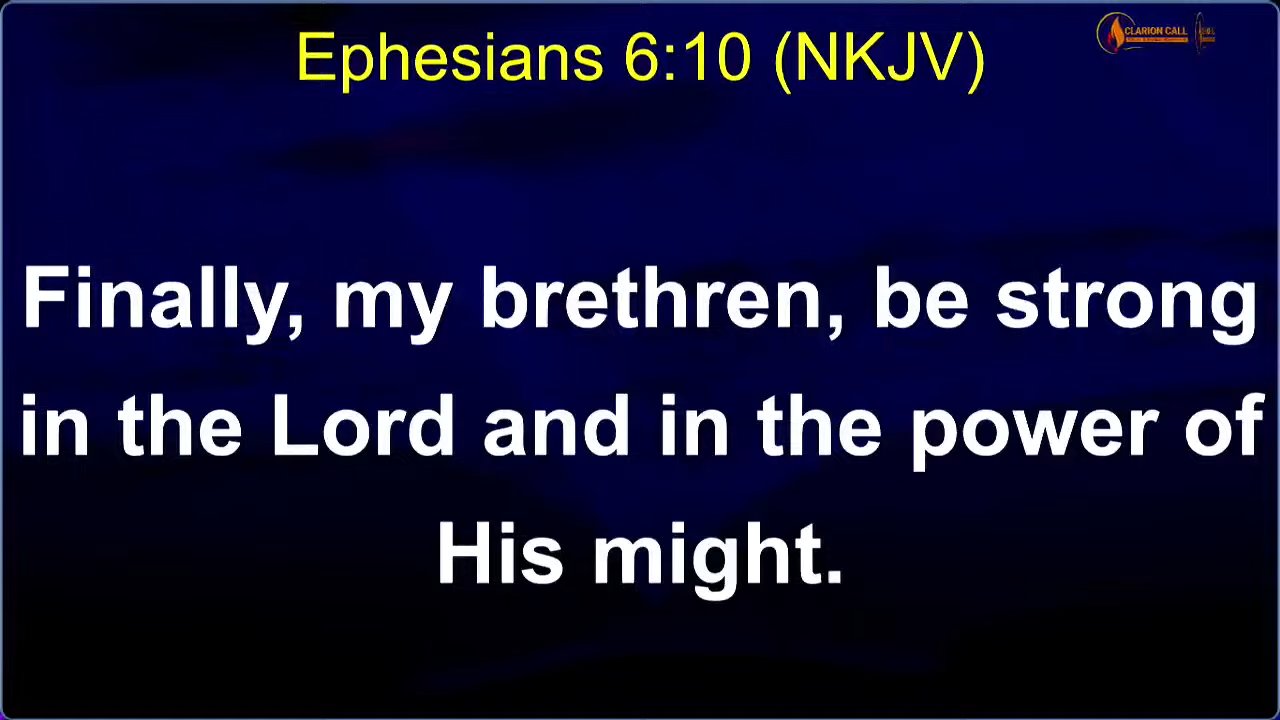 Ephesians 6:10 (NKJV)
CLARION CALL
Finally, my brethren, be strong
in the Lord and in the power of
His might.